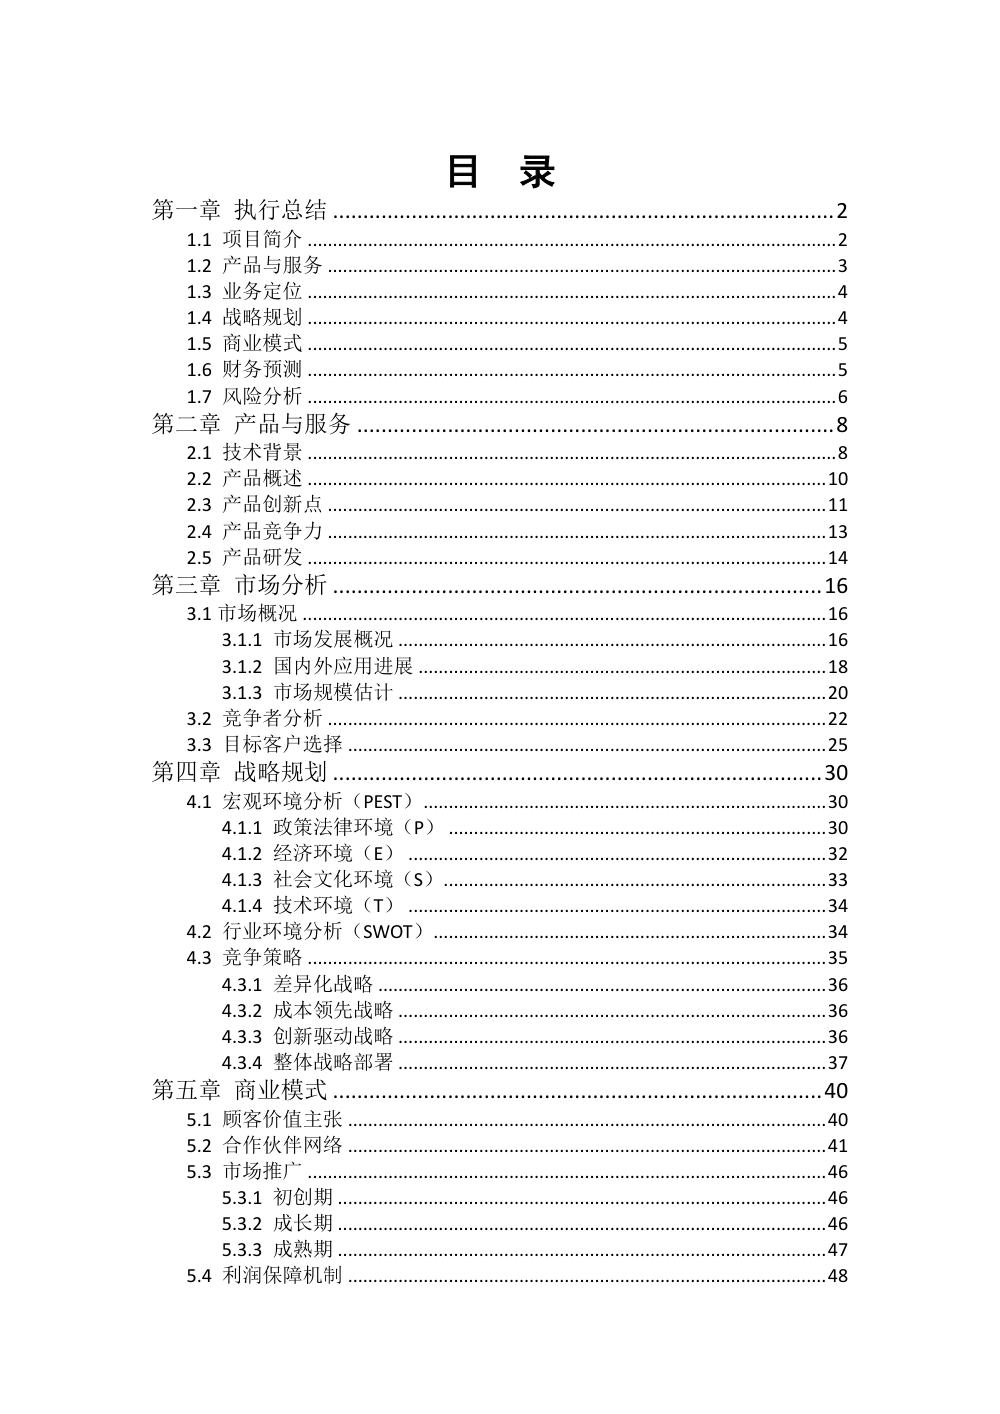 目 录
第一章 执行总结 2
1.1 项目简介 2
1.2 产品与服务 3
1.3 业务定位 4
1.4 战略规划 4
1.5 商业模式 5
1.6 财务预测 5
1.7 风险分析 6
第二章 产品与服务 8
2.1 技术背景 8
2.2 产品概述 10
2.3 产品创新点 11
2.4 产品竞争力 13
2.5 产品研发 14
第三章 市场分析 16
3.1 市场概况 16
3.1.1 市场发展概况 16
3.1.2 国内外应用进展 18
3.1.3 市场规模估计 20
3.2 竞争者分析 22
3.3 目标客户选择 25
第四章 战略规划 30
4.1 宏观环境分析（PEST） 30
4.1.1 政策法律环境（P） 30
4.1.2 经济环境（E） 32
4.1.3 社会文化环境（S） 33
4.1.4 技术环境（T） 34
4.2 行业环境分析（SWOT） 34
4.3 竞争策略 35
4.3.1 差异化战略 36
4.3.2 成本领先战略 36
4.3.3 创新驱动战略 36
4.3.4 整体战略部署 37
第五章 商业模式 40
5.1 顾客价值主张 40
5.2 合作伙伴网络 41
5.3 市场推广 46
5.3.1 初创期 46
5.3.2 成长期 46
5.3.3 成熟期 47
5.4 利润保障机制 48